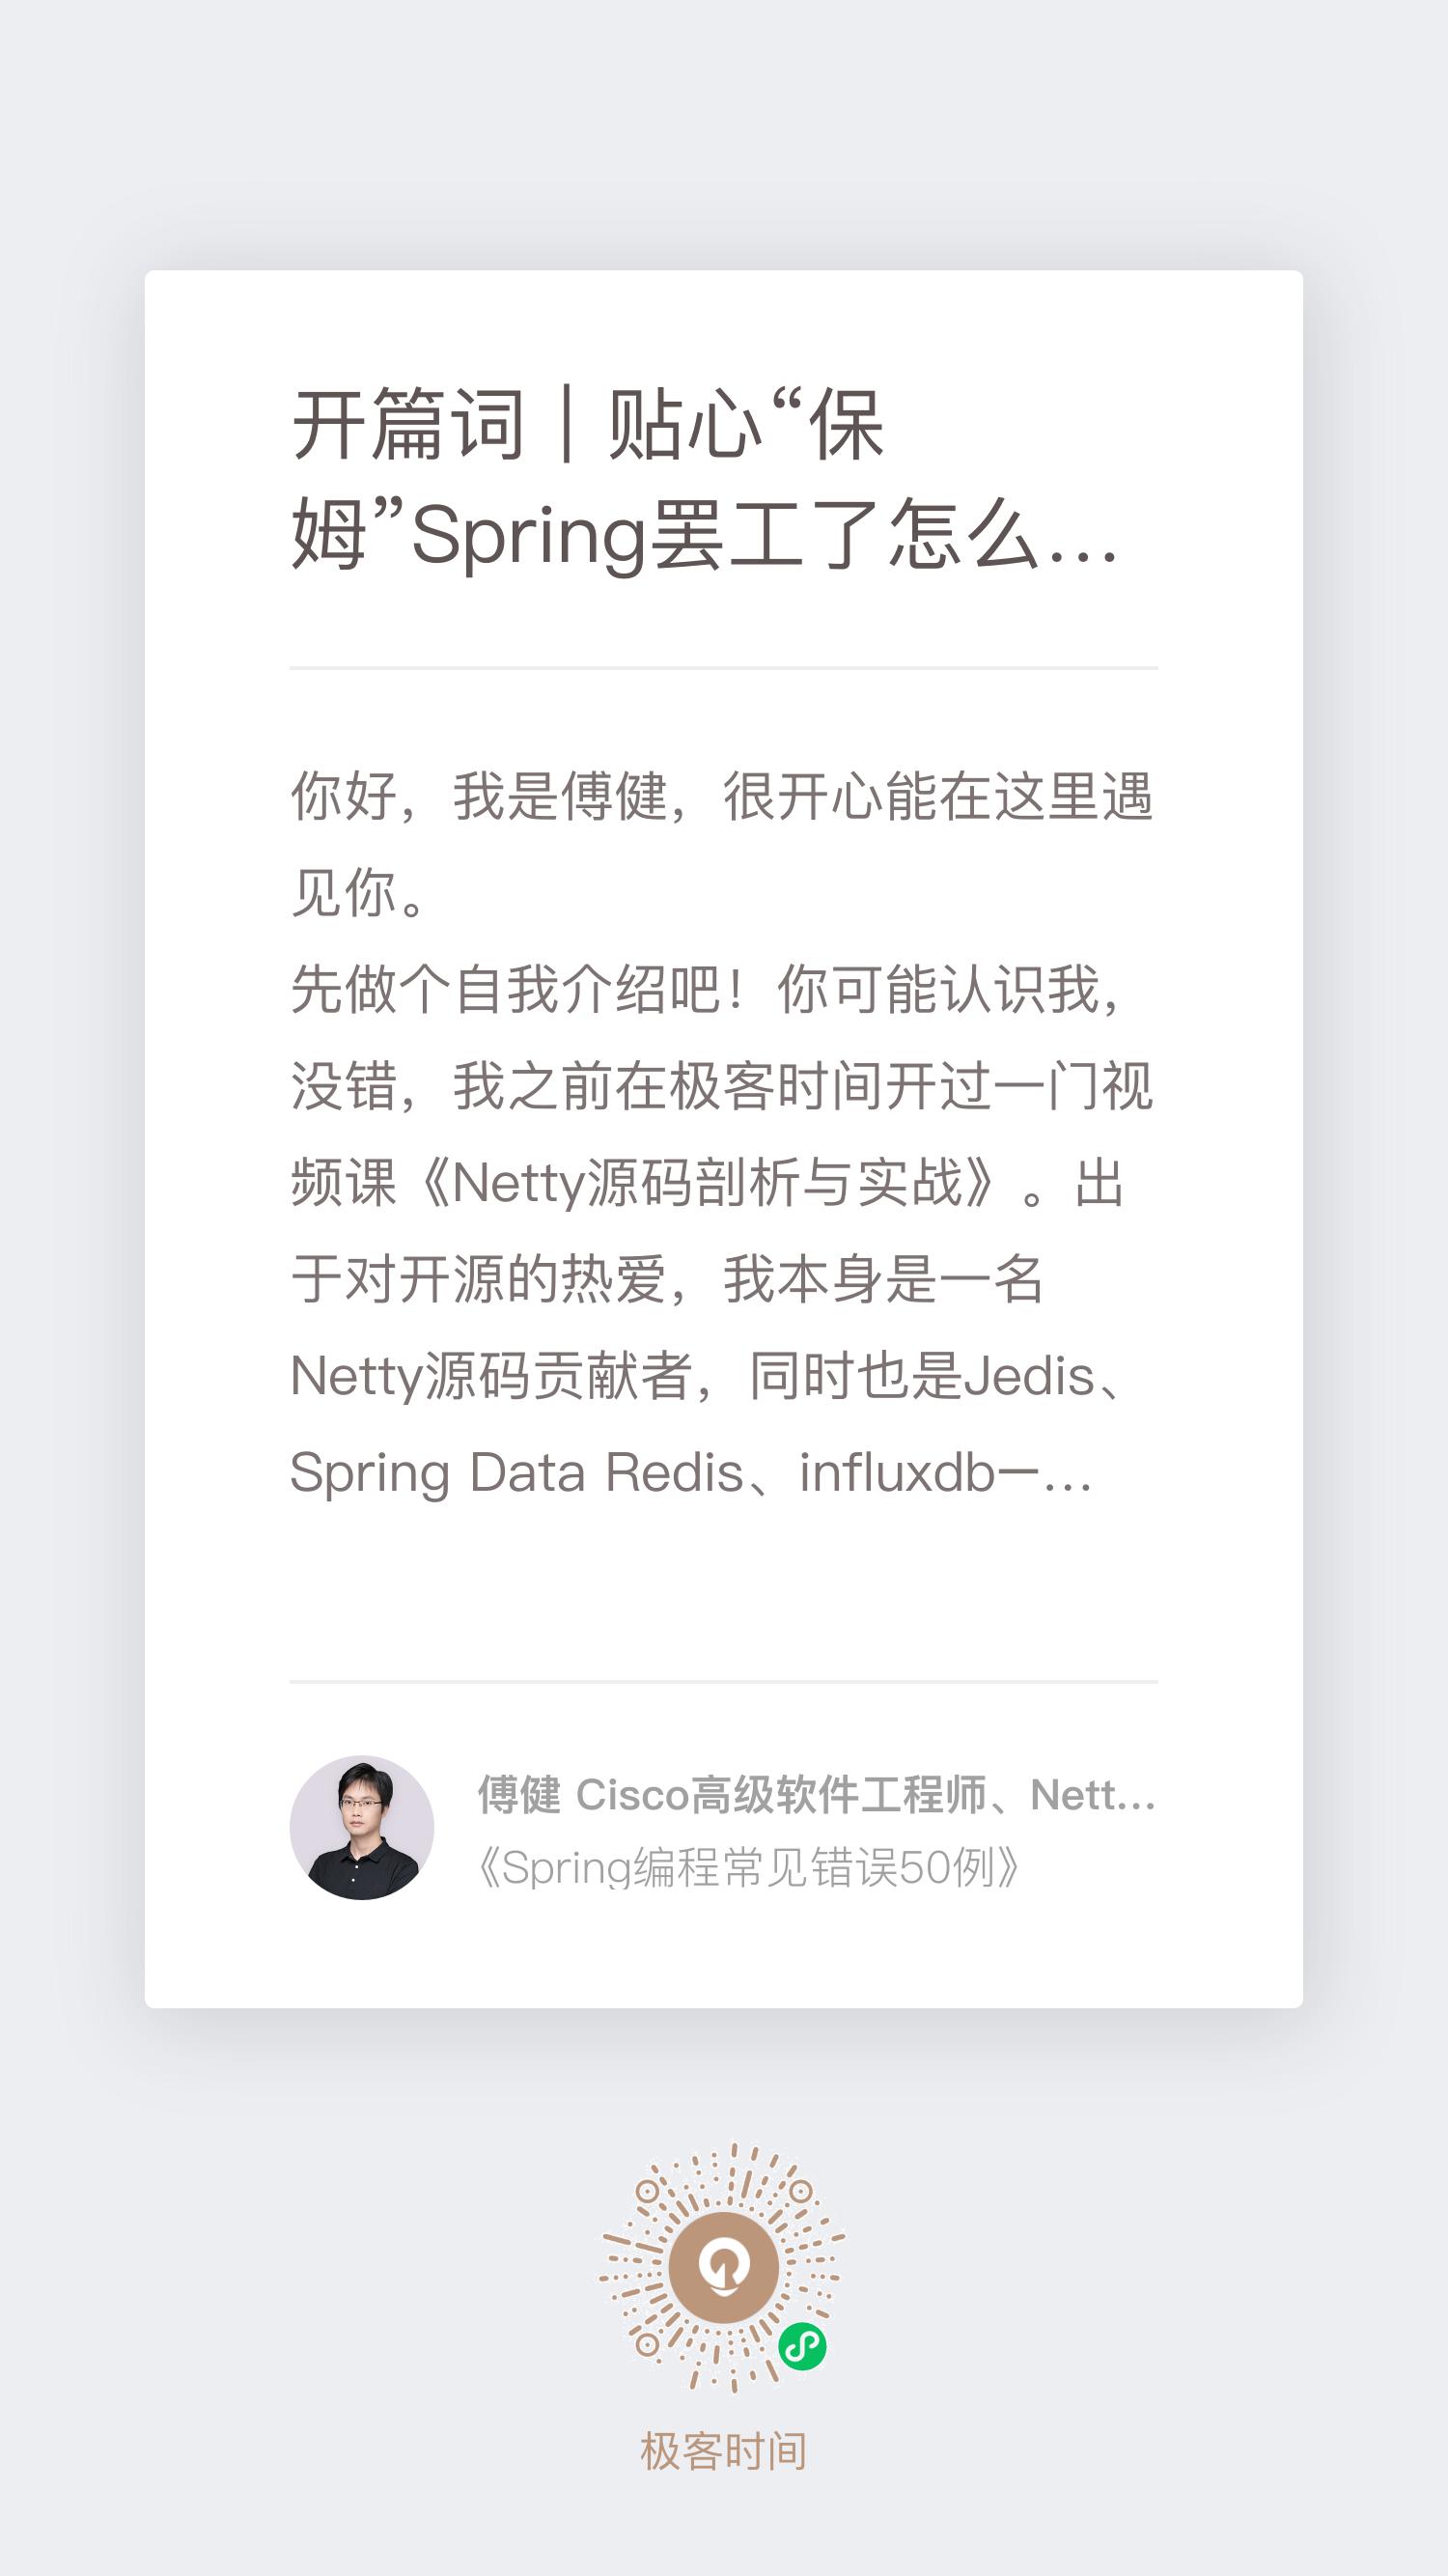 开篇词｜贴心“保
姆”Spring罢工了怎么…
你好，我是傅健，很开心能在这里遇
见你。
先做个自我介绍吧！你可能认识我，
没错，我之前在极客时间开过一门视
频课《Netty源码剖析与实战》。出
于对开源的热爱，我本身是一名
Netty源码贡献者，同时也是Jedis、
Spring Data Redis、influxdb一…
傅健 Cisco高级软件工程师、Nett…
《Spring编程常见错误50例》
极客时间